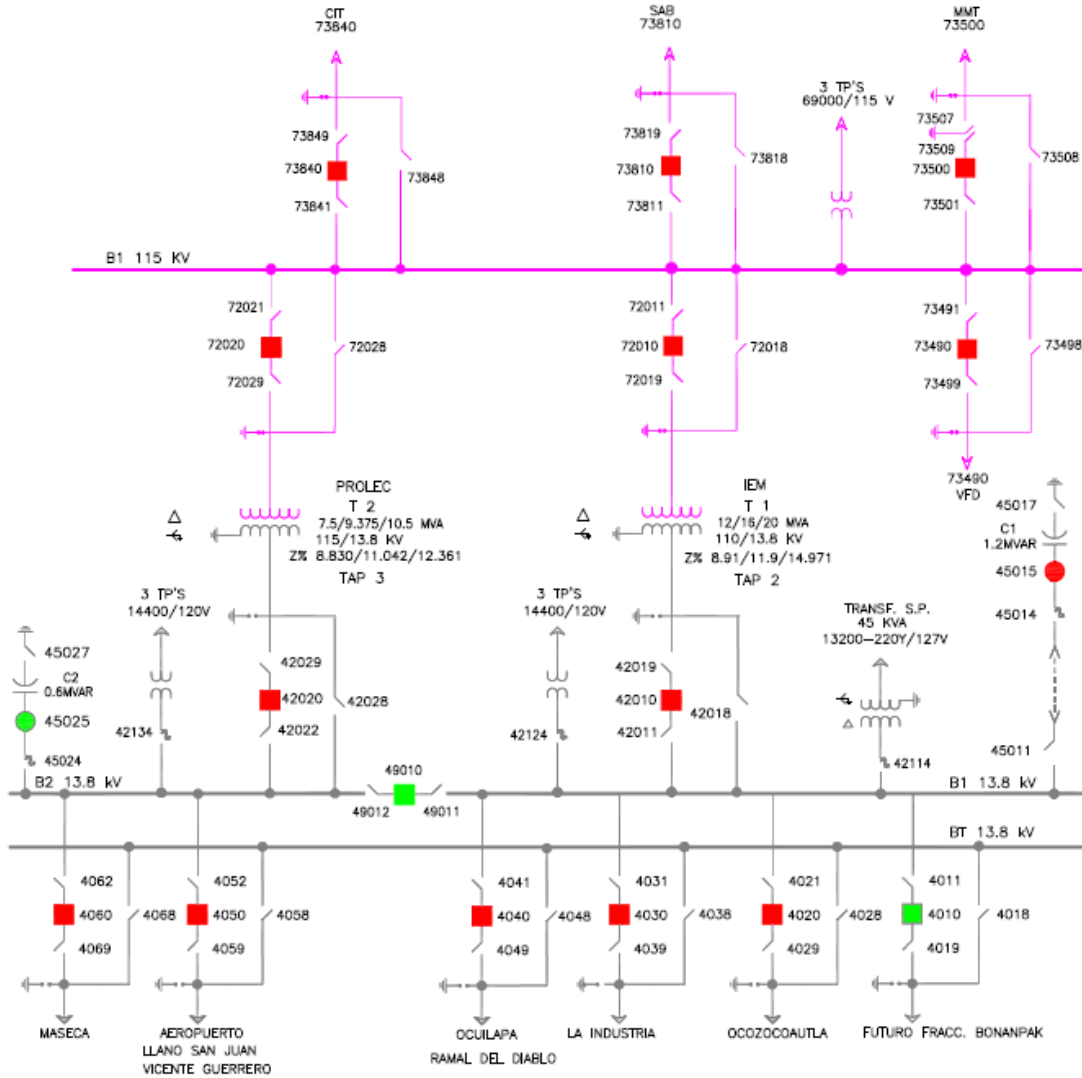 CIT
73840
SAB
73810
MMT
73500
3 TP'S
69000/115 V
73849
73840
73841
73848
73819
73810
73811
73818
73507
73509
73500
73501
73508
B1 115 KV
72021
72020
72029
72028
72011
72010
72019
72018
73491
73490
73499
73498
73490
VFD
PROLEC
T 2
7.5/9.375/10.5 MVA
115/13.8 KV
Z% 8.830/11.042/12.361
TAP 3
IEM
T 1
12/16/20 MVA
110/13.8 KV
Z% 8.91/11.9/14.971
TAP 2
45017
C1
1.2MVAR
45015
45014
45011
3 TP'S
14400/120V
42134
3 TP'S
14400/120V
42124
TRANSF. S.P.
45 KVA
13200-220Y/127V
42114
45027
C2
0.6MVAR
45025
45024
42029
42020
42022
42028
42019
42010
42011
42018
B2 13.8 kV
49010
49012
49011
B1 13.8 kV
BT 13.8 kV
4062
4060
4069
4068
4052
4050
4059
4058
4041
4040
4049
4048
4031
4030
4039
4038
4021
4020
4029
4028
4011
4010
4019
4018
MASECA
AEROPUERTO
LLANO SAN JUAN
VICENTE GUERRERO
OCUILAPA
RAMAL DEL DIABLO
LA INDUSTRIA
OCOZOCOAUTLA
FUTURO FRACC. BONANPAK